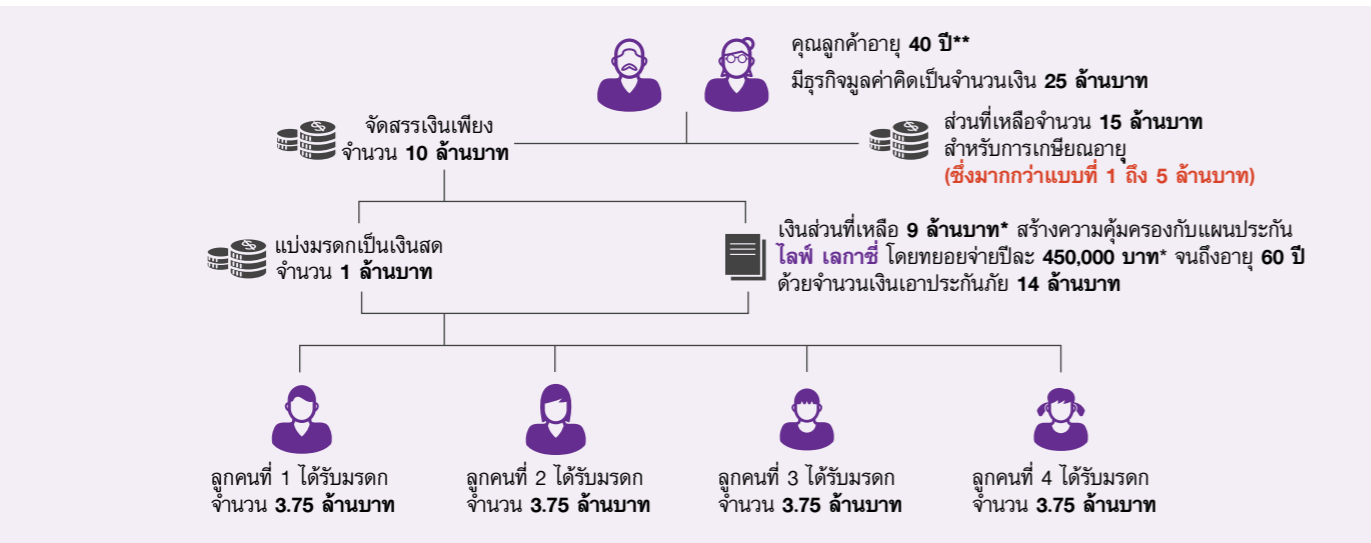 คุณลูกค้าอายุ 40 ปี**
มีธุรกิจมูลค่าคิดเป็นจำนวนเงิน 25 ล้านบาท
จัดสรรเงินเพียง
จำนวน 10 ล้านบาท
ส่วนที่เหลือจำนวน 15 ล้านบาท
สำหรับการเกษียณอายุ
(ซึ่งมากกว่าแบบที่ 1 ถึง 5 ล้านบาท)
แบ่งมรดกเป็นเงินสด
จำนวน 1 ล้านบาท
เงินส่วนที่เหลือ 9 ล้านบาท* สร้างความคุ้มครองกับแผนประกัน
ไลฟ์ เลกาซี่ โดยทยอยจ่ายปีละ 450,000 บาท* จนถึงอายุ 60 ปี
ด้วยจำนวนเงินเอาประกันภัย 14 ล้านบาท
ลูกคนที่ 1 ได้รับมรดก
จำนวน 3.75 ล้านบาท
ลูกคนที่ 2 ได้รับมรดก
จำนวน 3.75 ล้านบาท
ลูกคนที่ 3 ได้รับมรดก
จำนวน 3.75 ล้านบาท
ลูกคนที่ 4 ได้รับมรดก
จำนวน 3.75 ล้านบาท